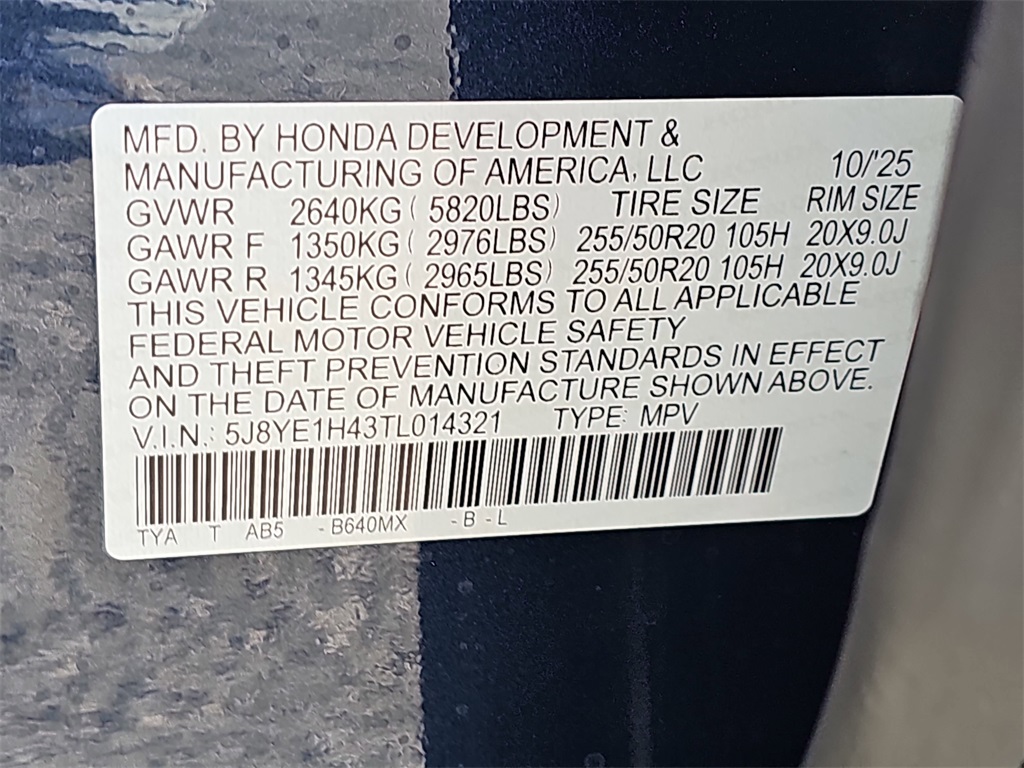 MFD. BY HONDA DEVELOPMENT &
MANUFACTURING OF AMERICA, LLC 10/'25
GVWR 2640KG ( 5820LBS) TIRE SIZE RIM SIZE
GAWR F 1350KG ( 2976LBS) 255/50R20 105H 20X9.0J
GAWR R 1345KG ( 2965LBS) 255/50R20 105H 20X9.0J
THIS VEHICLE CONFORMS TO ALL APPLICABLE
FEDERAL MOTOR VEHICLE SAFETY
AND THEFT PREVENTION STANDARDS IN EFFECT
ON THE DATE OF MANUFACTURE SHOWN ABOVE.
V.I.N.: 5J8YE1H43TL014321 TYPE: MPV
TYA T AB5 - B640MX - B - L